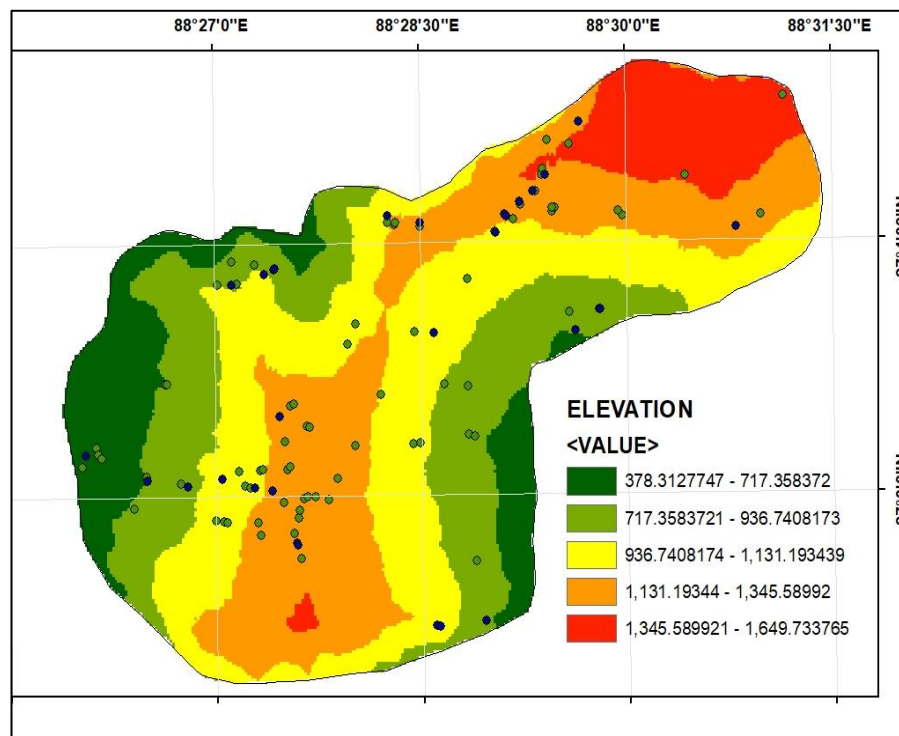 88°27'0"E 88°28'30"E 88°30'0"E 88°31'30"E
ELEVATION
<VALUE>
378.3127747 - 717.358372
717.3583721 - 936.7408173
936.7408174 - 1,131.193439
1,131.19344 - 1,345.58992
1,345.589921 - 1,649.733765